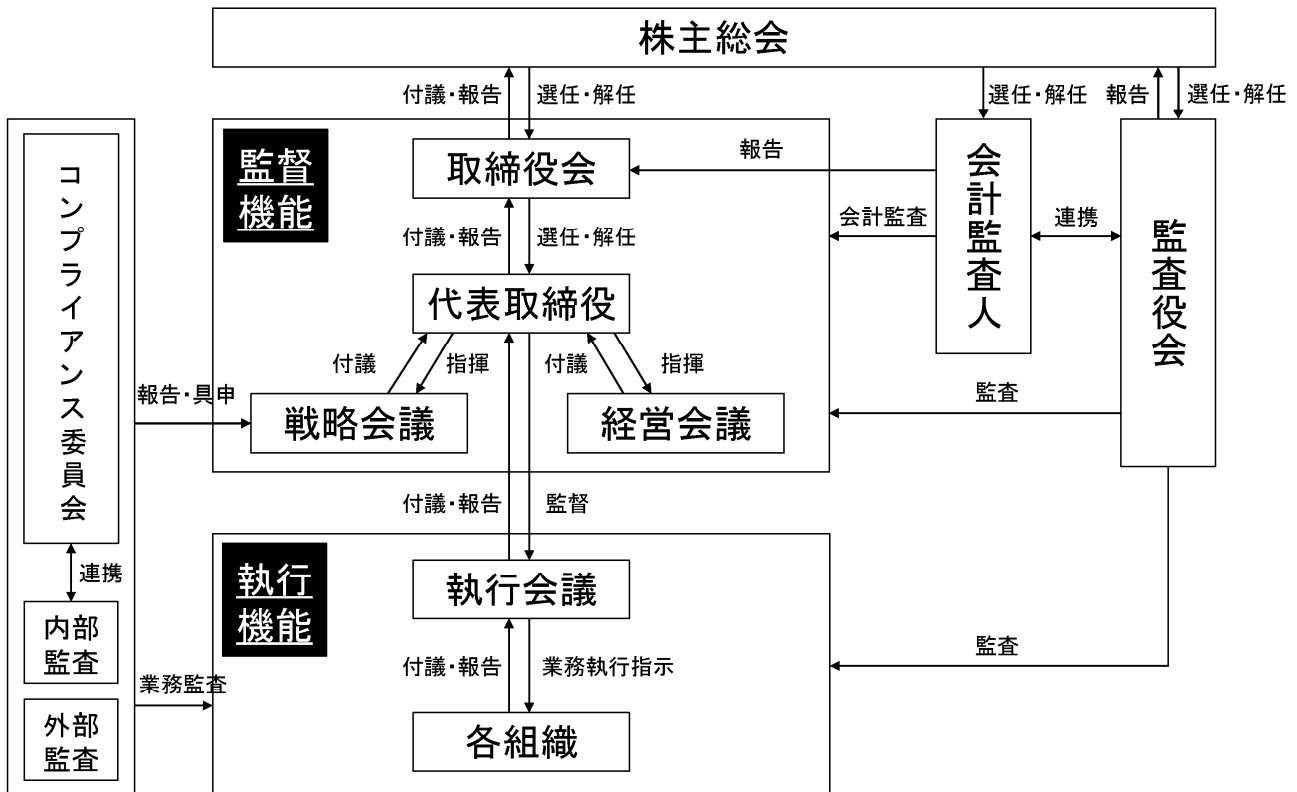 株主総会
付議・報告
選任・解任
選任・解任
報告
選任・解任
コンプライアンス委員会
監督
機能
取締役会
報告
会計監査人
監査役会
付議・報告
選任・解任
会計監査
連携
代表取締役
付議
指揮
付議
指揮
報告・具申
戦略会議
経営会議
監査
付議・報告
監督
連携
執行
機能
執行会議
内部
監査
付議・報告
業務執行指示
監査
業務監査
外部
監査
各組織